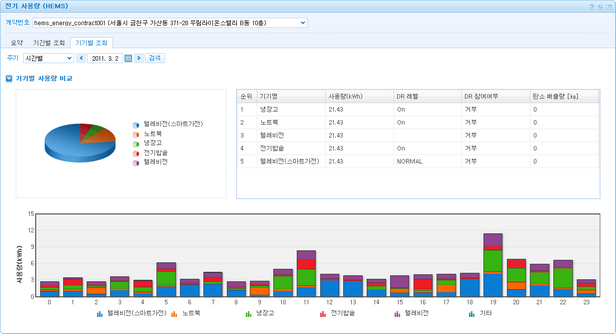 전기 사용량 (HEMS)
계약번호 hems_energy_contract001 (서울시 금천구 가산동 371-28 우림라이온스밸리 B동 10층)
요약 기간별 조회 기기별 조회
주기 시간별 2011. 3. 2 검색
기기별 사용량 비교
텔레비전(스마트가전)
노트북
냉장고
전기밥솥
텔레비전
순위 기기명 사용량(kWh) DR 레벨 DR 참여여부 탄소 배출량 [kg]
1 냉장고 21.43 On 거부 0
2 노트북 21.43 On 거부 0
3 텔레비전 21.43 거부 0
4 전기밥솥 21.43 On 거부 0
5 텔레비전(스마트가전) 21.43 NORMAL 거부 0
사용량(kWh)
15
12
9
6
3
0
0 1 2 3 4 5 6 7 8 9 10 11 12 13 14 15 16 17 18 19 20 21 22 23
텔레비전(스마트가전) 노트북 냉장고 전기밥솥 텔레비전 기타